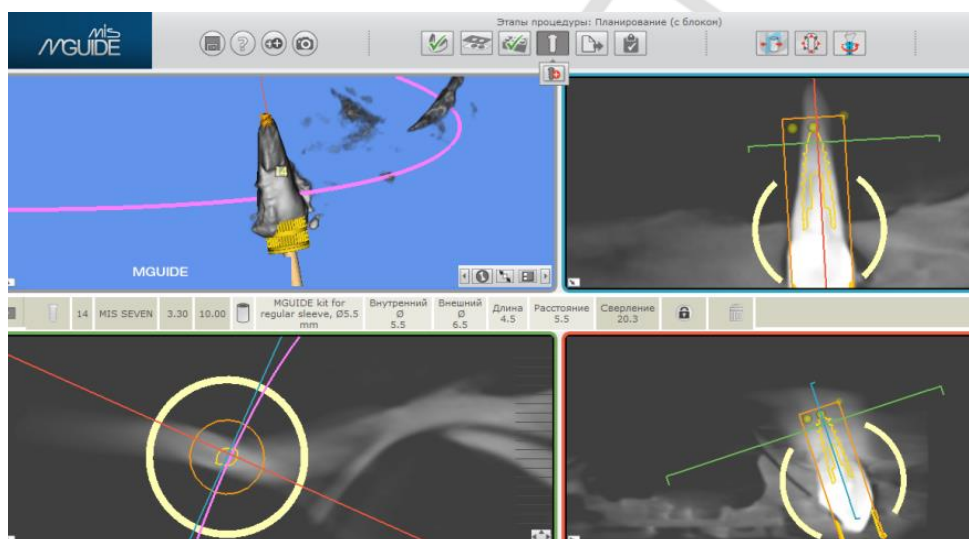 Этапы процедуры: Планирование (с блоком)
mis
MGUIDE
MGUIDE
14 MIS SEVEN 3.30 10.00 MGUIDE kit for regular sleeve, Ø5.5 mm Внутренний Ø 5.5 Внешний Ø 6.5 Длина 4.5 Расстояние 5.5 Сверление 20.3